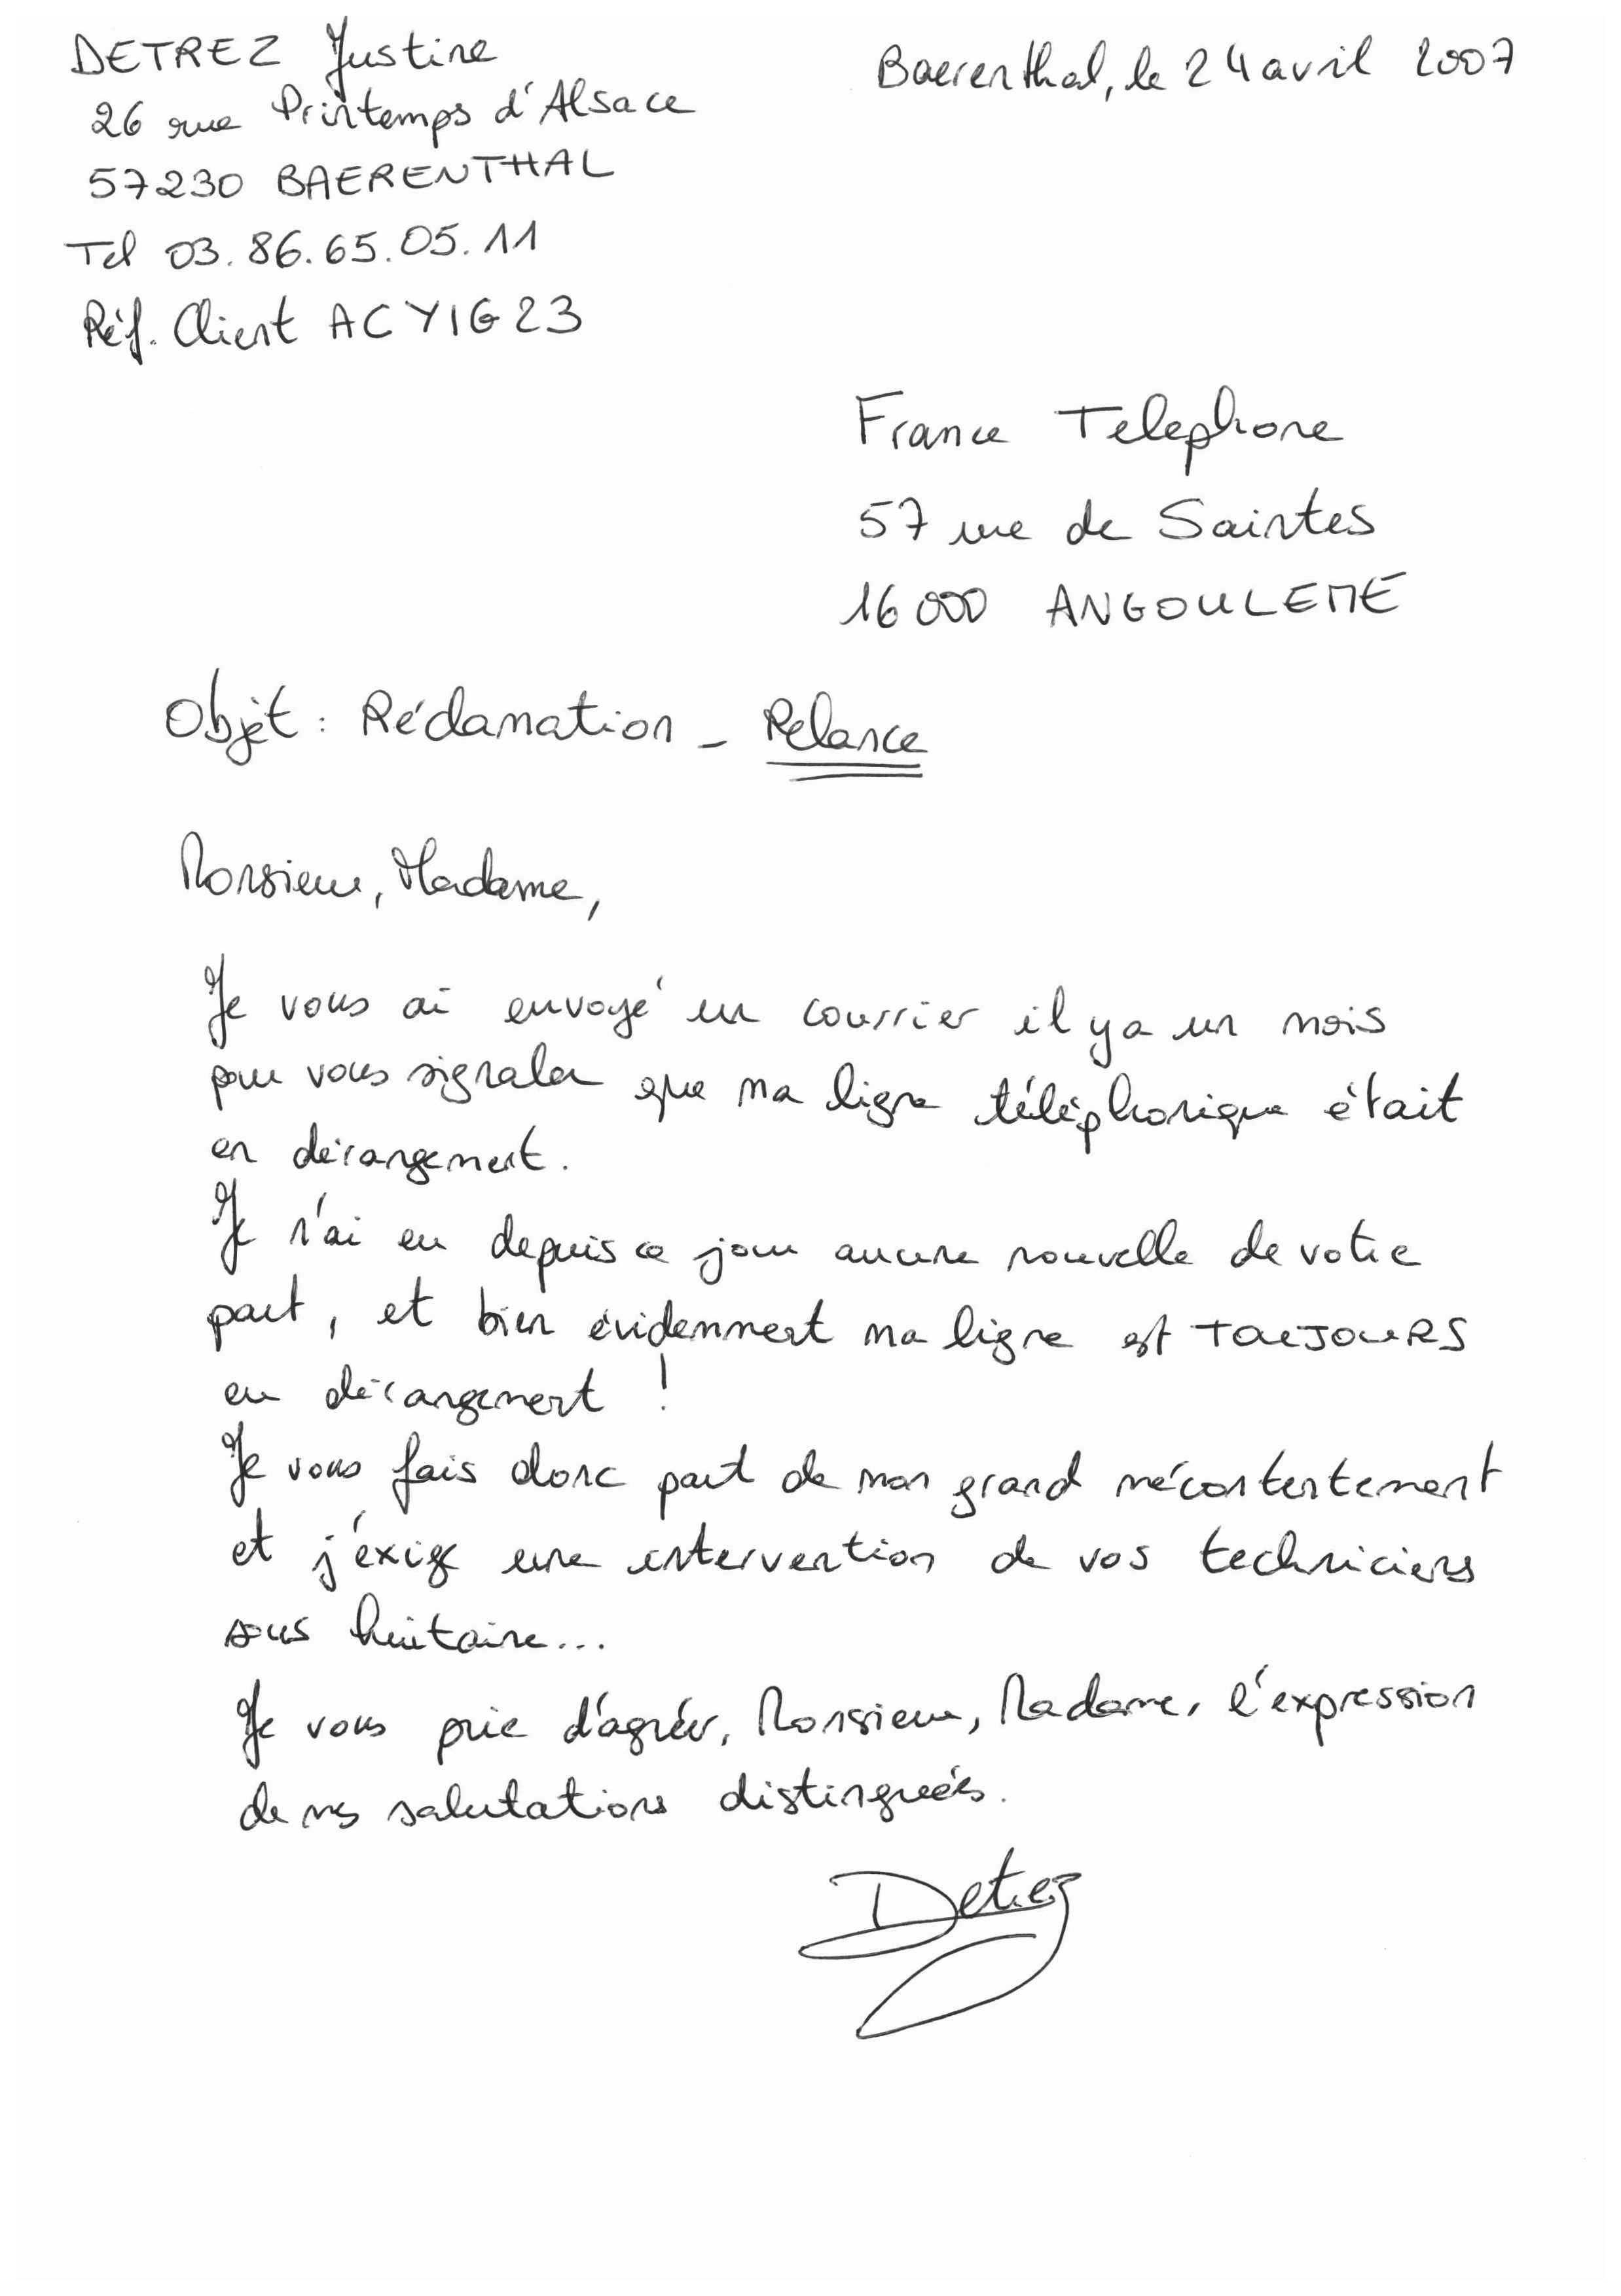 DETREZ Justine
26 rue Printemps d'Alsace
57230 BAERENTHAL
Tel 03.86.65.05.11
Réf. Client ACYIG23
Baerenthal, le 24 avril 2007
France Telephone
57 rue de Saintes
16000 ANGOULEME
Objet : Réclamation - Relance
Monsieur, Madame,
Je vous ai envoyé un courrier il y a un mois
pour vous signaler que ma ligne téléphonique était
en dérangement.
Je n'ai eu depuis ce jour aucune nouvelle de votre
part, et bien évidemment ma ligne est TOUJOURS
en dérangement !
Je vous fais donc part de mon grand mécontentement
et j'exige une intervention de vos techniciens
sous huitaine...
Je vous prie d'agréer, Monsieur, Madame, l'expression
de mes salutations distinguées.
Detrez